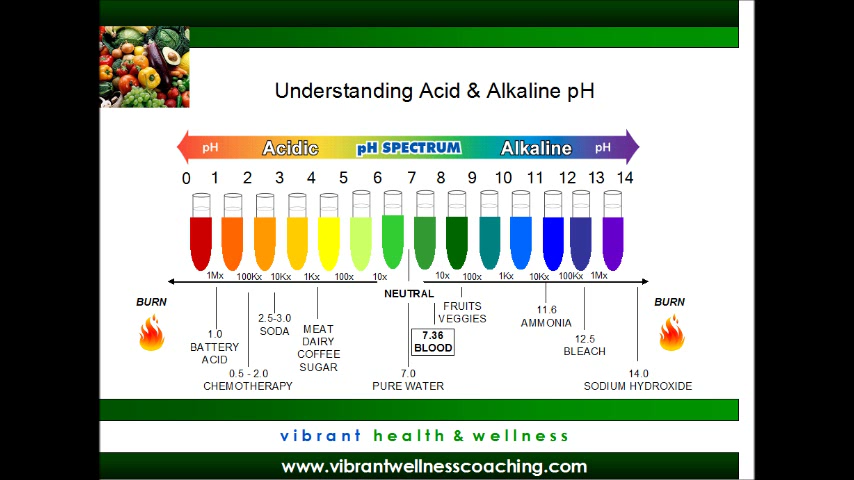 Understanding Acid & Alkaline pH
pH Acidic pH SPECTRUM Alkaline pH
0 1 2 3 4 5 6 7 8 9 10 11 12 13 14
1Mx 100Kx 10Kx 1Kx 100x 10x 10x 100x 1Kx 10Kx 100Kx 1Mx
NEUTRAL
BURN
1.0
BATTERY
ACID
0.5 - 2.0
CHEMOTHERAPY
2.5-3.0
SODA
MEAT
DAIRY
COFFEE
SUGAR
7.0
PURE WATER
7.36
BLOOD
FRUITS
VEGGIES
11.6
AMMONIA
12.5
BLEACH
14.0
SODIUM HYDROXIDE
BURN
vibrant health & wellness
www.vibrantwellnesscoaching.com